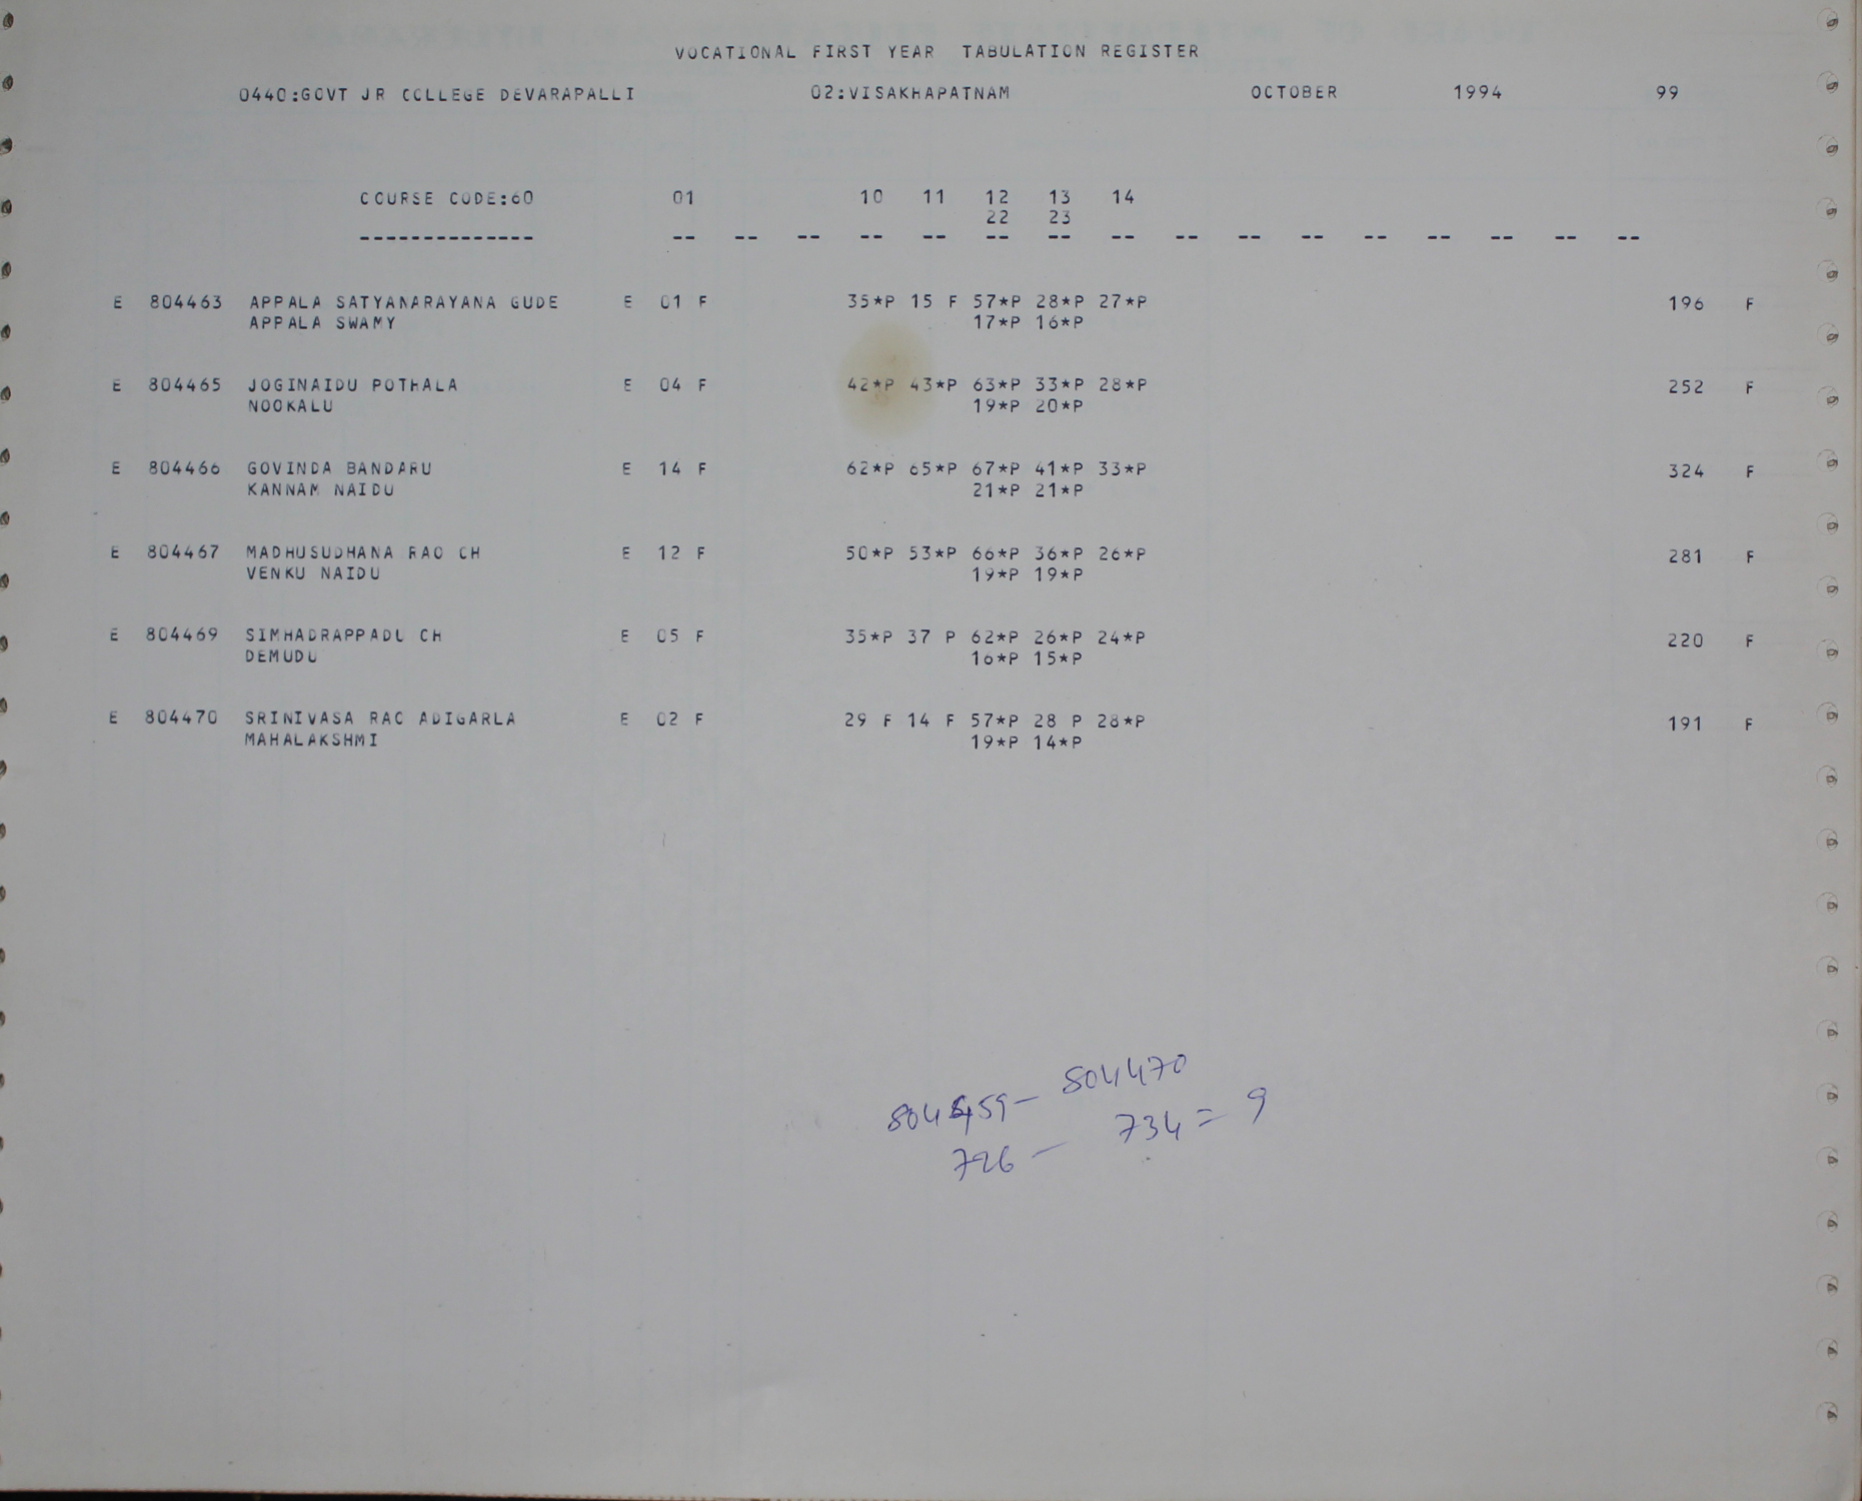 VOCATIONAL FIRST YEAR TABULATION REGISTER
0440:GOVT JR COLLEGE DEVARAPALLI 02:VISAKHAPATNAM OCTOBER 1994 99
COURSE CODE:60 01 10 11 12 13 14
22 23
-------------- -- -- -- -- -- -- -- -- -- -- -- -- -- -- -- --
E 804463 APPALA SATYANARAYANA GUDE E 01 F 35*P 15 F 57*P 28*P 27*P 196 F
APPALA SWAMY 17*P 16*P
E 804465 JOGINAIDU POTHALA E 04 F 42*P 43*P 63*P 33*P 28*P 252 F
NOOKALU 19*P 20*P
E 804466 GOVINDA BANDARU E 14 F 62*P 65*P 67*P 41*P 33*P 324 F
KANNAM NAIDU 21*P 21*P
E 804467 MADHUSUDHANA RAO CH E 12 F 50*P 53*P 66*P 36*P 26*P 281 F
VENKU NAIDU 19*P 19*P
E 804469 SIMHADRAPPADU CH E 05 F 35*P 37 P 62*P 26*P 24*P 220 F
DEMUDU 16*P 15*P
E 804470 SRINIVASA RAO ADIGARLA E 02 F 29 F 14 F 57*P 28 P 28*P 191 F
MAHALAKSHMI 19*P 14*P
804459 – 804470
726 – 734 = 9